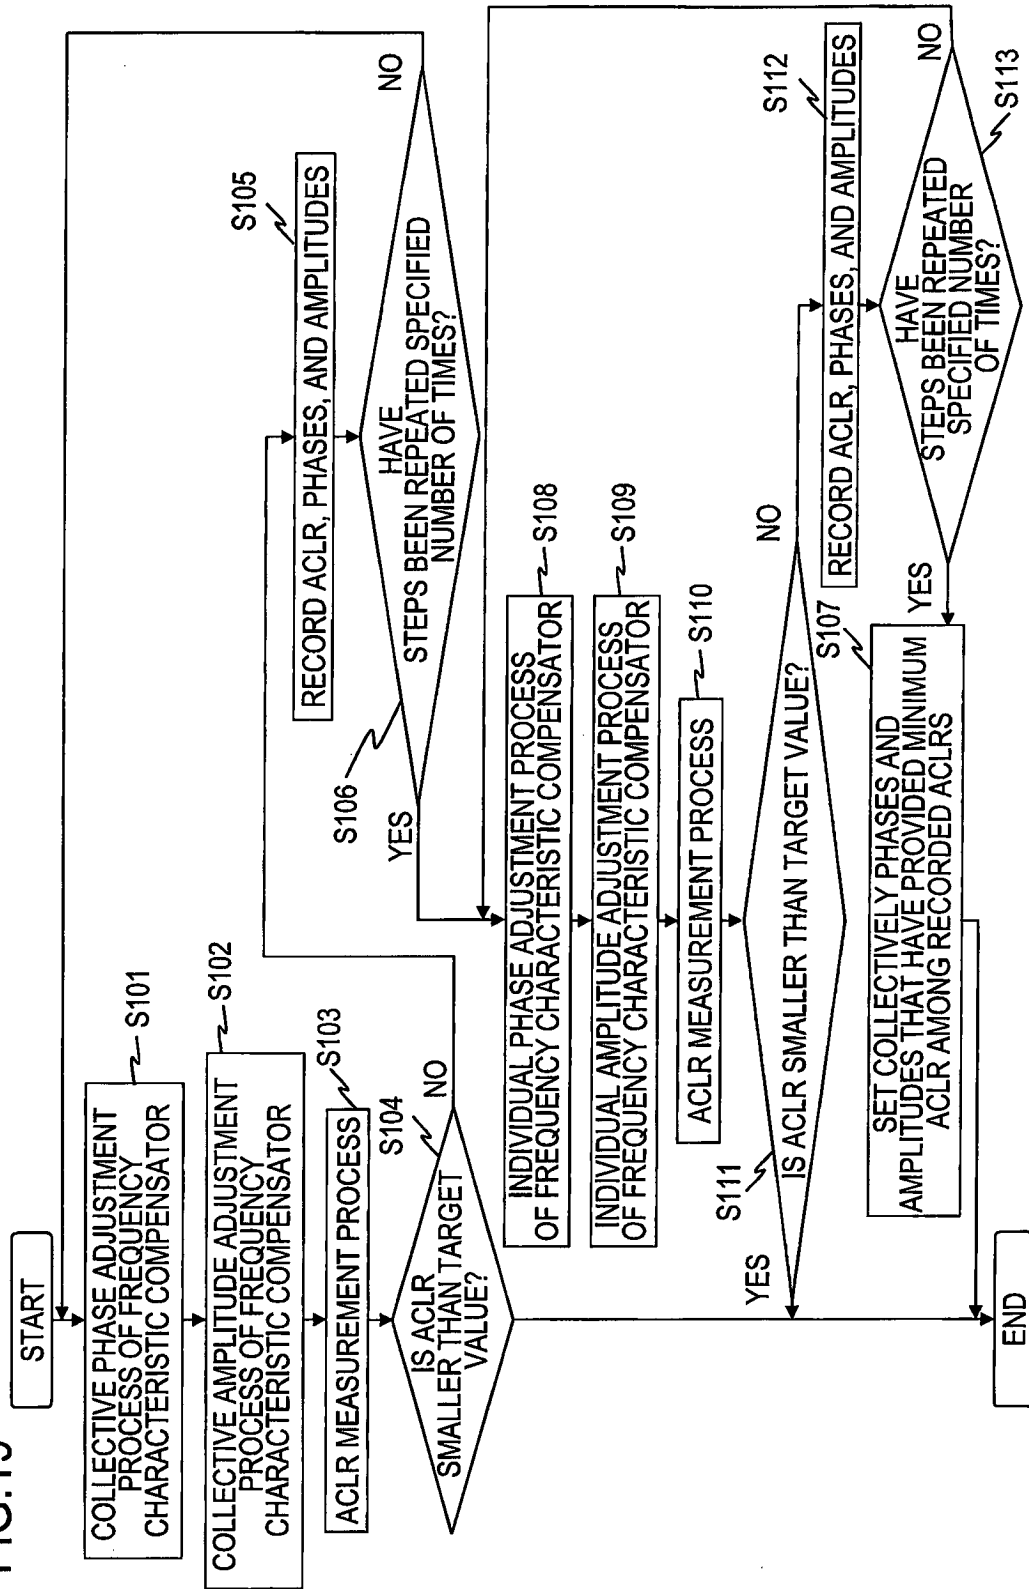 START
COLLECTIVE PHASE ADJUSTMENT
PROCESS OF FREQUENCY
CHARACTERISTIC COMPENSATOR
S101
COLLECTIVE AMPLITUDE ADJUSTMENT
PROCESS OF FREQUENCY
CHARACTERISTIC COMPENSATOR
S102
ACLR MEASUREMENT PROCESS
S103
IS ACLR
SMALLER THAN TARGET
VALUE?
S104
NO
RECORD ACLR, PHASES, AND AMPLITUDES
S105
HAVE
STEPS BEEN REPEATED SPECIFIED
NUMBER OF TIMES?
S106
NO
YES
INDIVIDUAL PHASE ADJUSTMENT PROCESS
OF FREQUENCY CHARACTERISTIC COMPENSATOR
S108
INDIVIDUAL AMPLITUDE ADJUSTMENT PROCESS
OF FREQUENCY CHARACTERISTIC COMPENSATOR
S109
ACLR MEASUREMENT PROCESS
S110
IS ACLR SMALLER THAN TARGET VALUE?
S111
YES
NO
RECORD ACLR, PHASES, AND AMPLITUDES
S112
HAVE
STEPS BEEN REPEATED
SPECIFIED NUMBER
OF TIMES?
S113
NO
YES
SET COLLECTIVELY PHASES AND
AMPLITUDES THAT HAVE PROVIDED MINIMUM
ACLR AMONG RECORDED ACLRS
S107
END